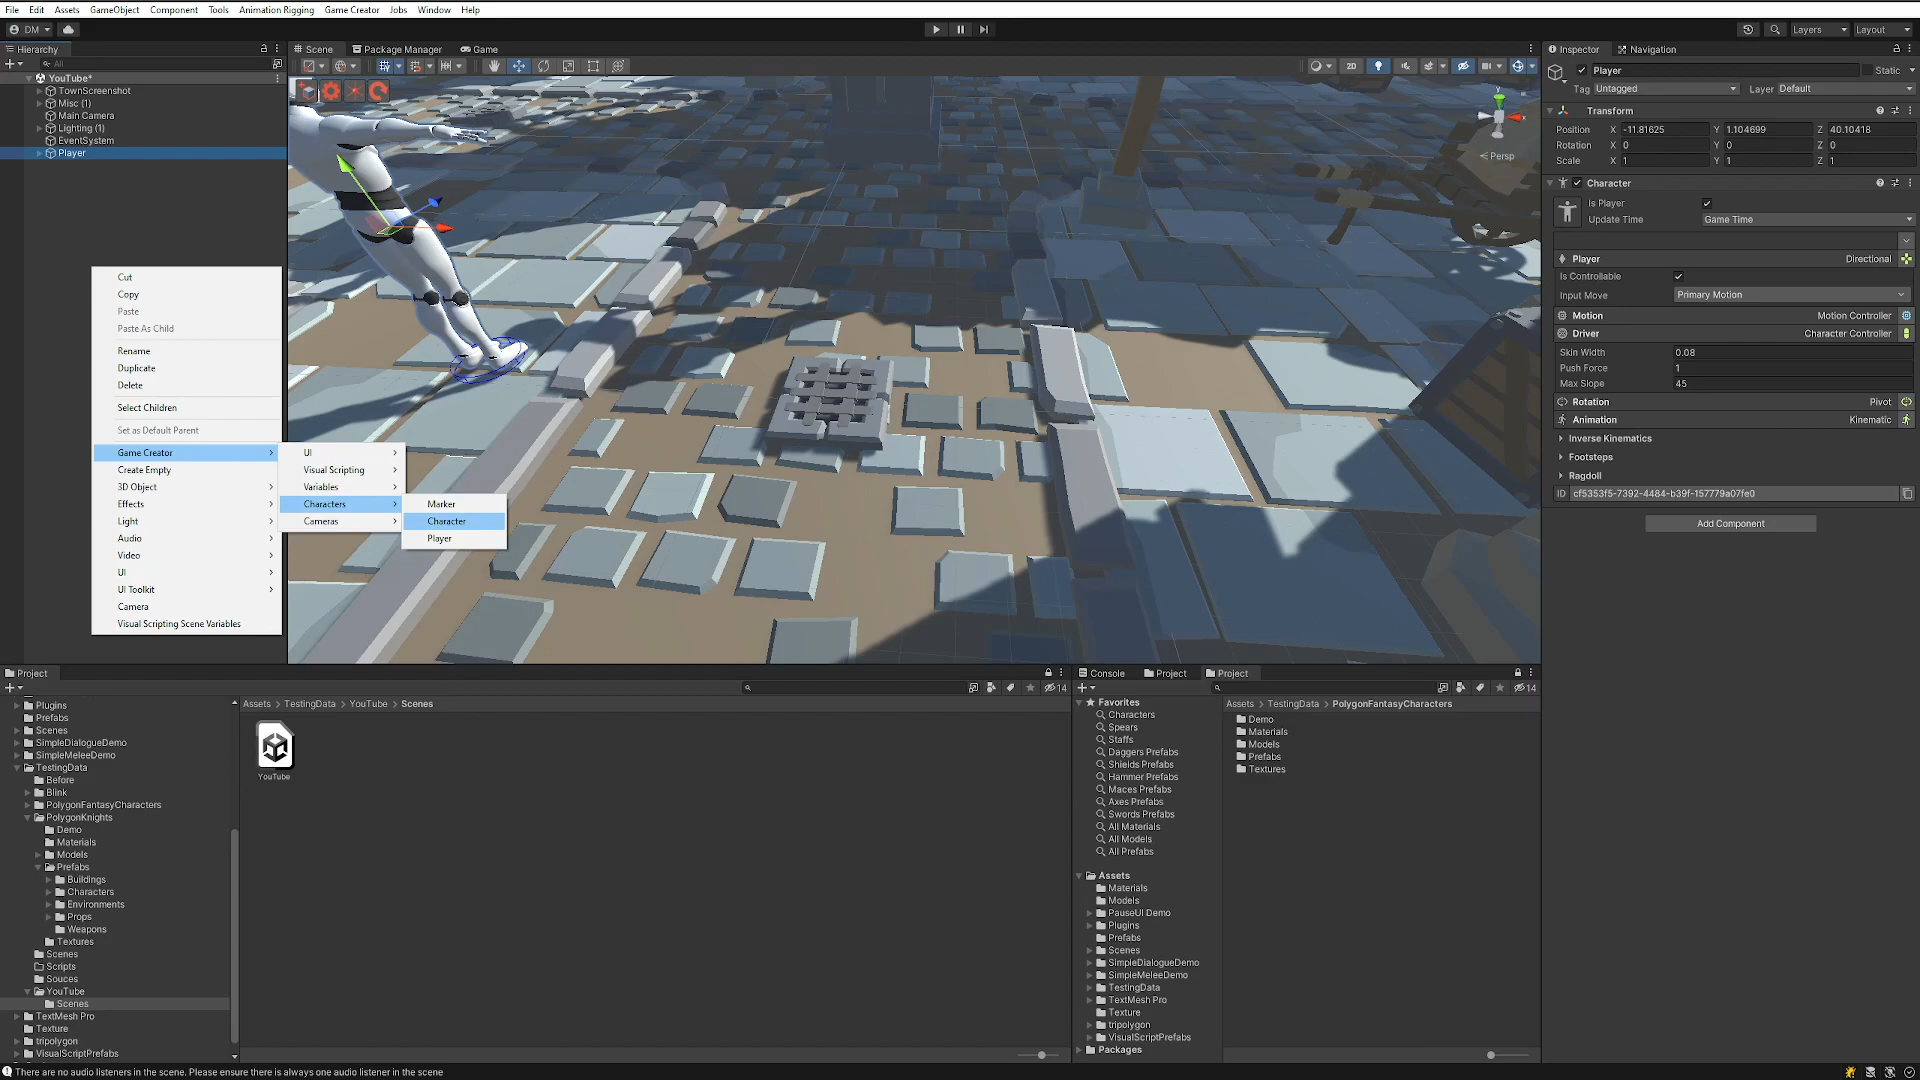 File Edit Assets GameObject Component Tools Animation Rigging Game Creator Jobs Window Help
DM Layers Layout
Hierarchy Scene Package Manager Game Inspector Navigation
All 2D
YouTube*
TownScreenshot
Misc (1)
Main Camera
Lighting (1)
EventSystem
Player
Persp
Cut
Copy
Paste
Paste As Child
Rename
Duplicate
Delete
Select Children
Set as Default Parent
Game Creator
Create Empty
3D Object
Effects
Light
Audio
Video
UI
UI Toolkit
Camera
Visual Scripting Scene Variables
UI
Visual Scripting
Variables
Characters
Cameras
Marker
Character
Player
Player Static
Tag Untagged Layer Default
Transform
Position X -11.81625 Y 1.104699 Z 40.10418
Rotation X 0 Y 0 Z 0
Scale X 1 Y 1 Z 1
Character
Is Player
Update Time Game Time
Player Directional
Is Controllable
Input Move Primary Motion
Motion Motion Controller
Driver Character Controller
Skin Width 0.08
Push Force 1
Max Slope 45
Rotation Pivot
Animation Kinematic
Inverse Kinematics
Footsteps
Ragdoll
ID cf5353f5-7392-4484-b39f-157779a07fe0
Add Component
Project
14
Plugins
Prefabs
Scenes
SimpleDialogueDemo
SimpleMeleeDemo
TestingData
Before
Blink
PolygonFantasyCharacters
PolygonKnights
Demo
Materials
Models
Prefabs
Buildings
Characters
Environments
Props
Weapons
Textures
Scenes
Scripts
Souces
YouTube
Scenes
TextMesh Pro
Texture
tripolygon
VisualScriptPrefabs
Assets > TestingData > YouTube > Scenes
YouTube
Console Project Project
14
Favorites
Characters
Spears
Staffs
Daggers Prefabs
Shields Prefabs
Hammer Prefabs
Maces Prefabs
Axes Prefabs
Swords Prefabs
All Materials
All Models
All Prefabs
Assets
Materials
Models
PauseUI Demo
Plugins
Prefabs
Scenes
SimpleDialogueDemo
SimpleMeleeDemo
TestingData
TextMesh Pro
Texture
tripolygon
VisualScriptPrefabs
Packages
Assets > TestingData > PolygonFantasyCharacters
Demo
Materials
Models
Prefabs
Textures
There are no audio listeners in the scene. Please ensure there is always one audio listener in the scene